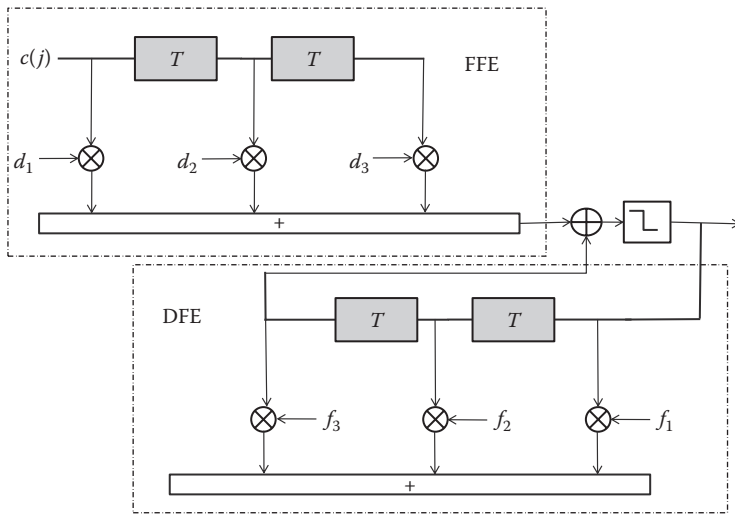 c(j)
T
T
FFE
d₁
d₂
d₃
+
DFE
T
T
f₃
f₂
f₁
+